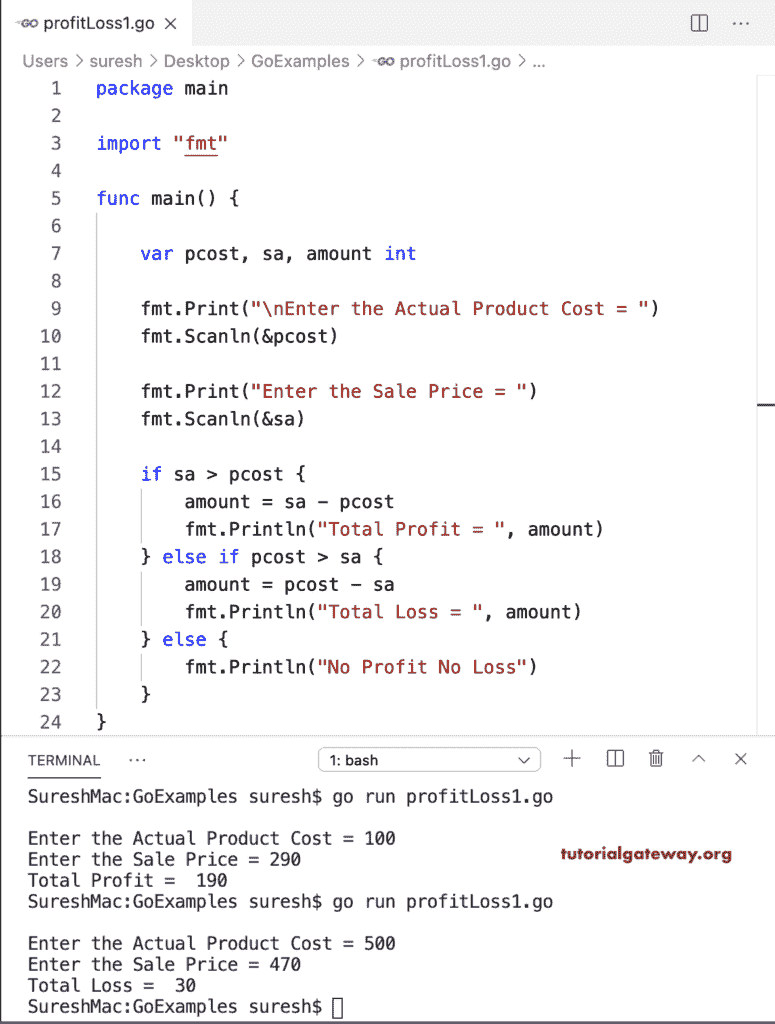 GO profitLoss1.go ×
Users > suresh > Desktop > GoExamples > GO profitLoss1.go > ...
1 package main
2
3 import "fmt"
4
5 func main() {
6
7     var pcost, sa, amount int
8
9     fmt.Print("\nEnter the Actual Product Cost = ")
10     fmt.Scanln(&pcost)
11
12     fmt.Print("Enter the Sale Price = ")
13     fmt.Scanln(&sa)
14
15     if sa > pcost {
16         amount = sa - pcost
17         fmt.Println("Total Profit = ", amount)
18     } else if pcost > sa {
19         amount = pcost - sa
20         fmt.Println("Total Loss = ", amount)
21     } else {
22         fmt.Println("No Profit No Loss")
23     }
24 }
TERMINAL ... 1: bash
SureshMac:GoExamples suresh$ go run profitLoss1.go

Enter the Actual Product Cost = 100
Enter the Sale Price = 290
tutorialgateway.org
Total Profit =  190
SureshMac:GoExamples suresh$ go run profitLoss1.go

Enter the Actual Product Cost = 500
Enter the Sale Price = 470
Total Loss =  30
SureshMac:GoExamples suresh$